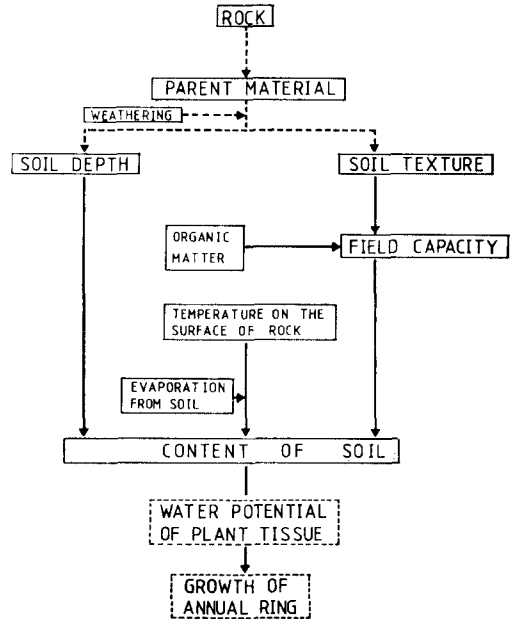 ROCK
PARENT MATERIAL
WEATHERING
SOIL DEPTH
SOIL TEXTURE
ORGANIC
MATTER
FIELD CAPACITY
TEMPERATURE ON THE
SURFACE OF ROCK
EVAPORATION
FROM SOIL
CONTENT OF SOIL
WATER POTENTIAL
OF PLANT TISSUE
GROWTH OF
ANNUAL RING